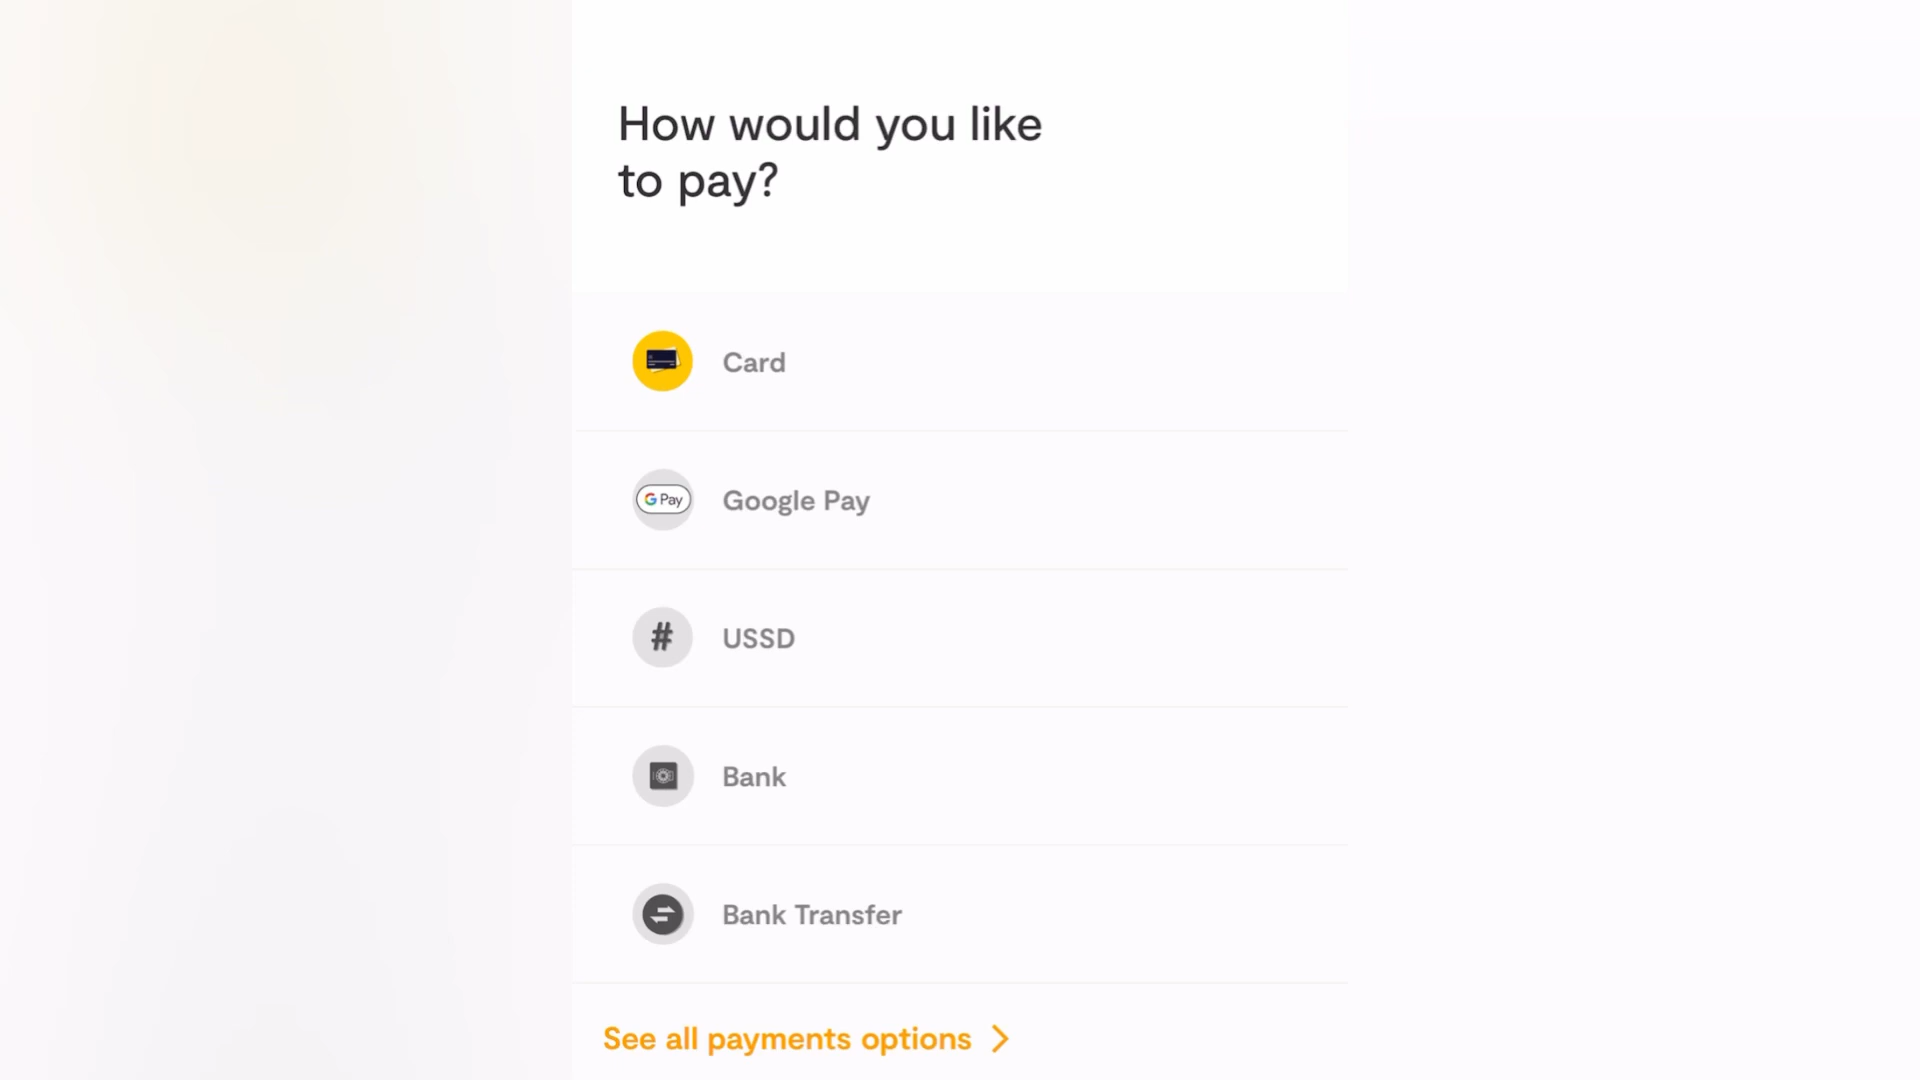 How would you like
to pay?
Card
G Pay
Google Pay
#
USSD
Bank
Bank Transfer
See all payments options